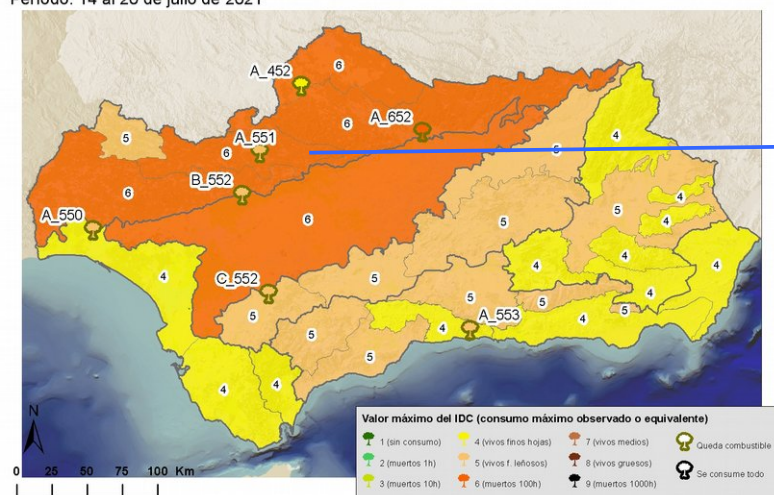 Periodo: 14 al 20 de julio de 2021
A_452
6
A_652
6
4
5
A_551
6
5
B_552
6
4
5
4
A_550
6
5
4
4
4
4
5
C_552
4
5
5
5
5
A_553
4
4
5
5
4
4
N
0 25 50 75 100 Km
Valor máximo del IDC (consumo máximo observado o equivalente)
1 (sin consumo)
4 (vivos finos hojas)
7 (vivos medios)
Queda combustible
2 (muertos 1h)
5 (vivos f. leñosos)
8 (vivos gruesos)
3 (muertos 10h)
6 (muertos 100h)
9 (muertos 1000h)
Se consume todo